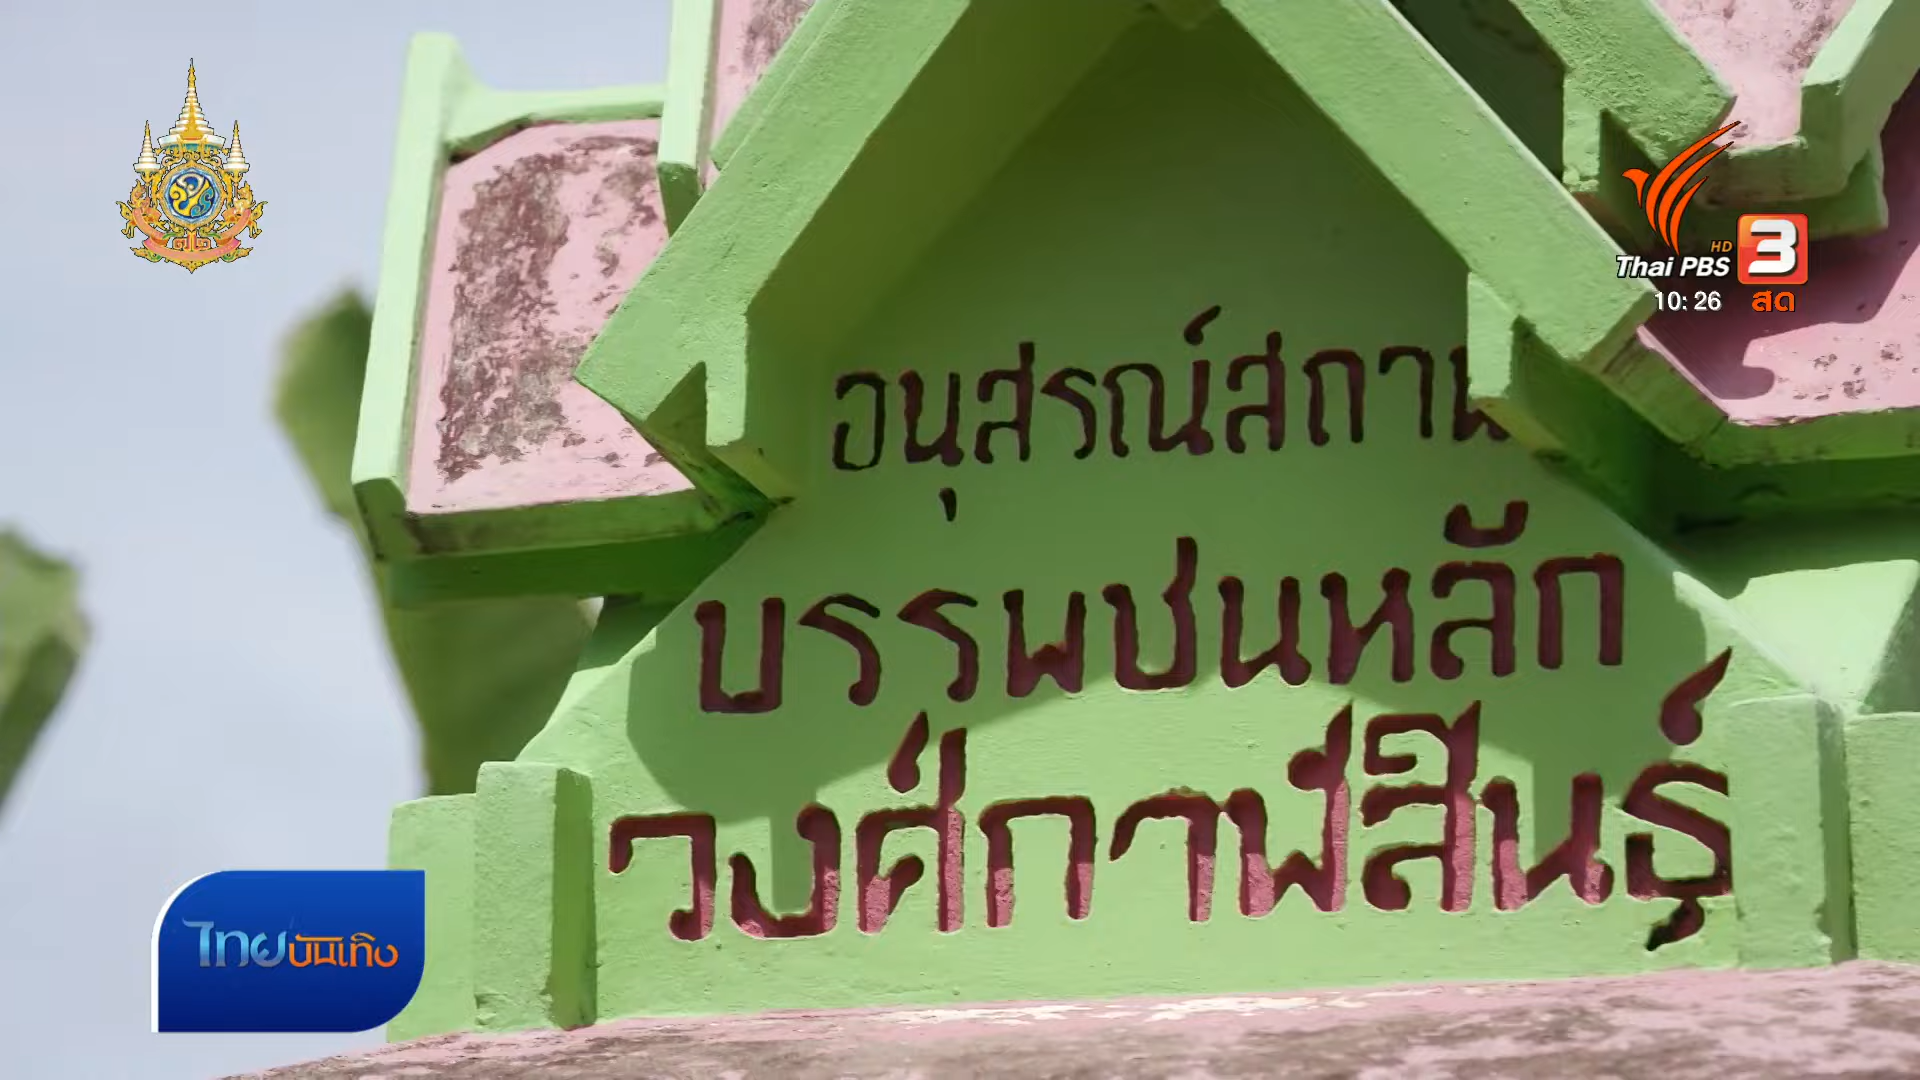 Thai PBS HD 3
10:26 สด
อนุสรณ์สถาน
บรรพชนหลัก
วงศ์กาฬสินธุ์
ไทยบันเทิง